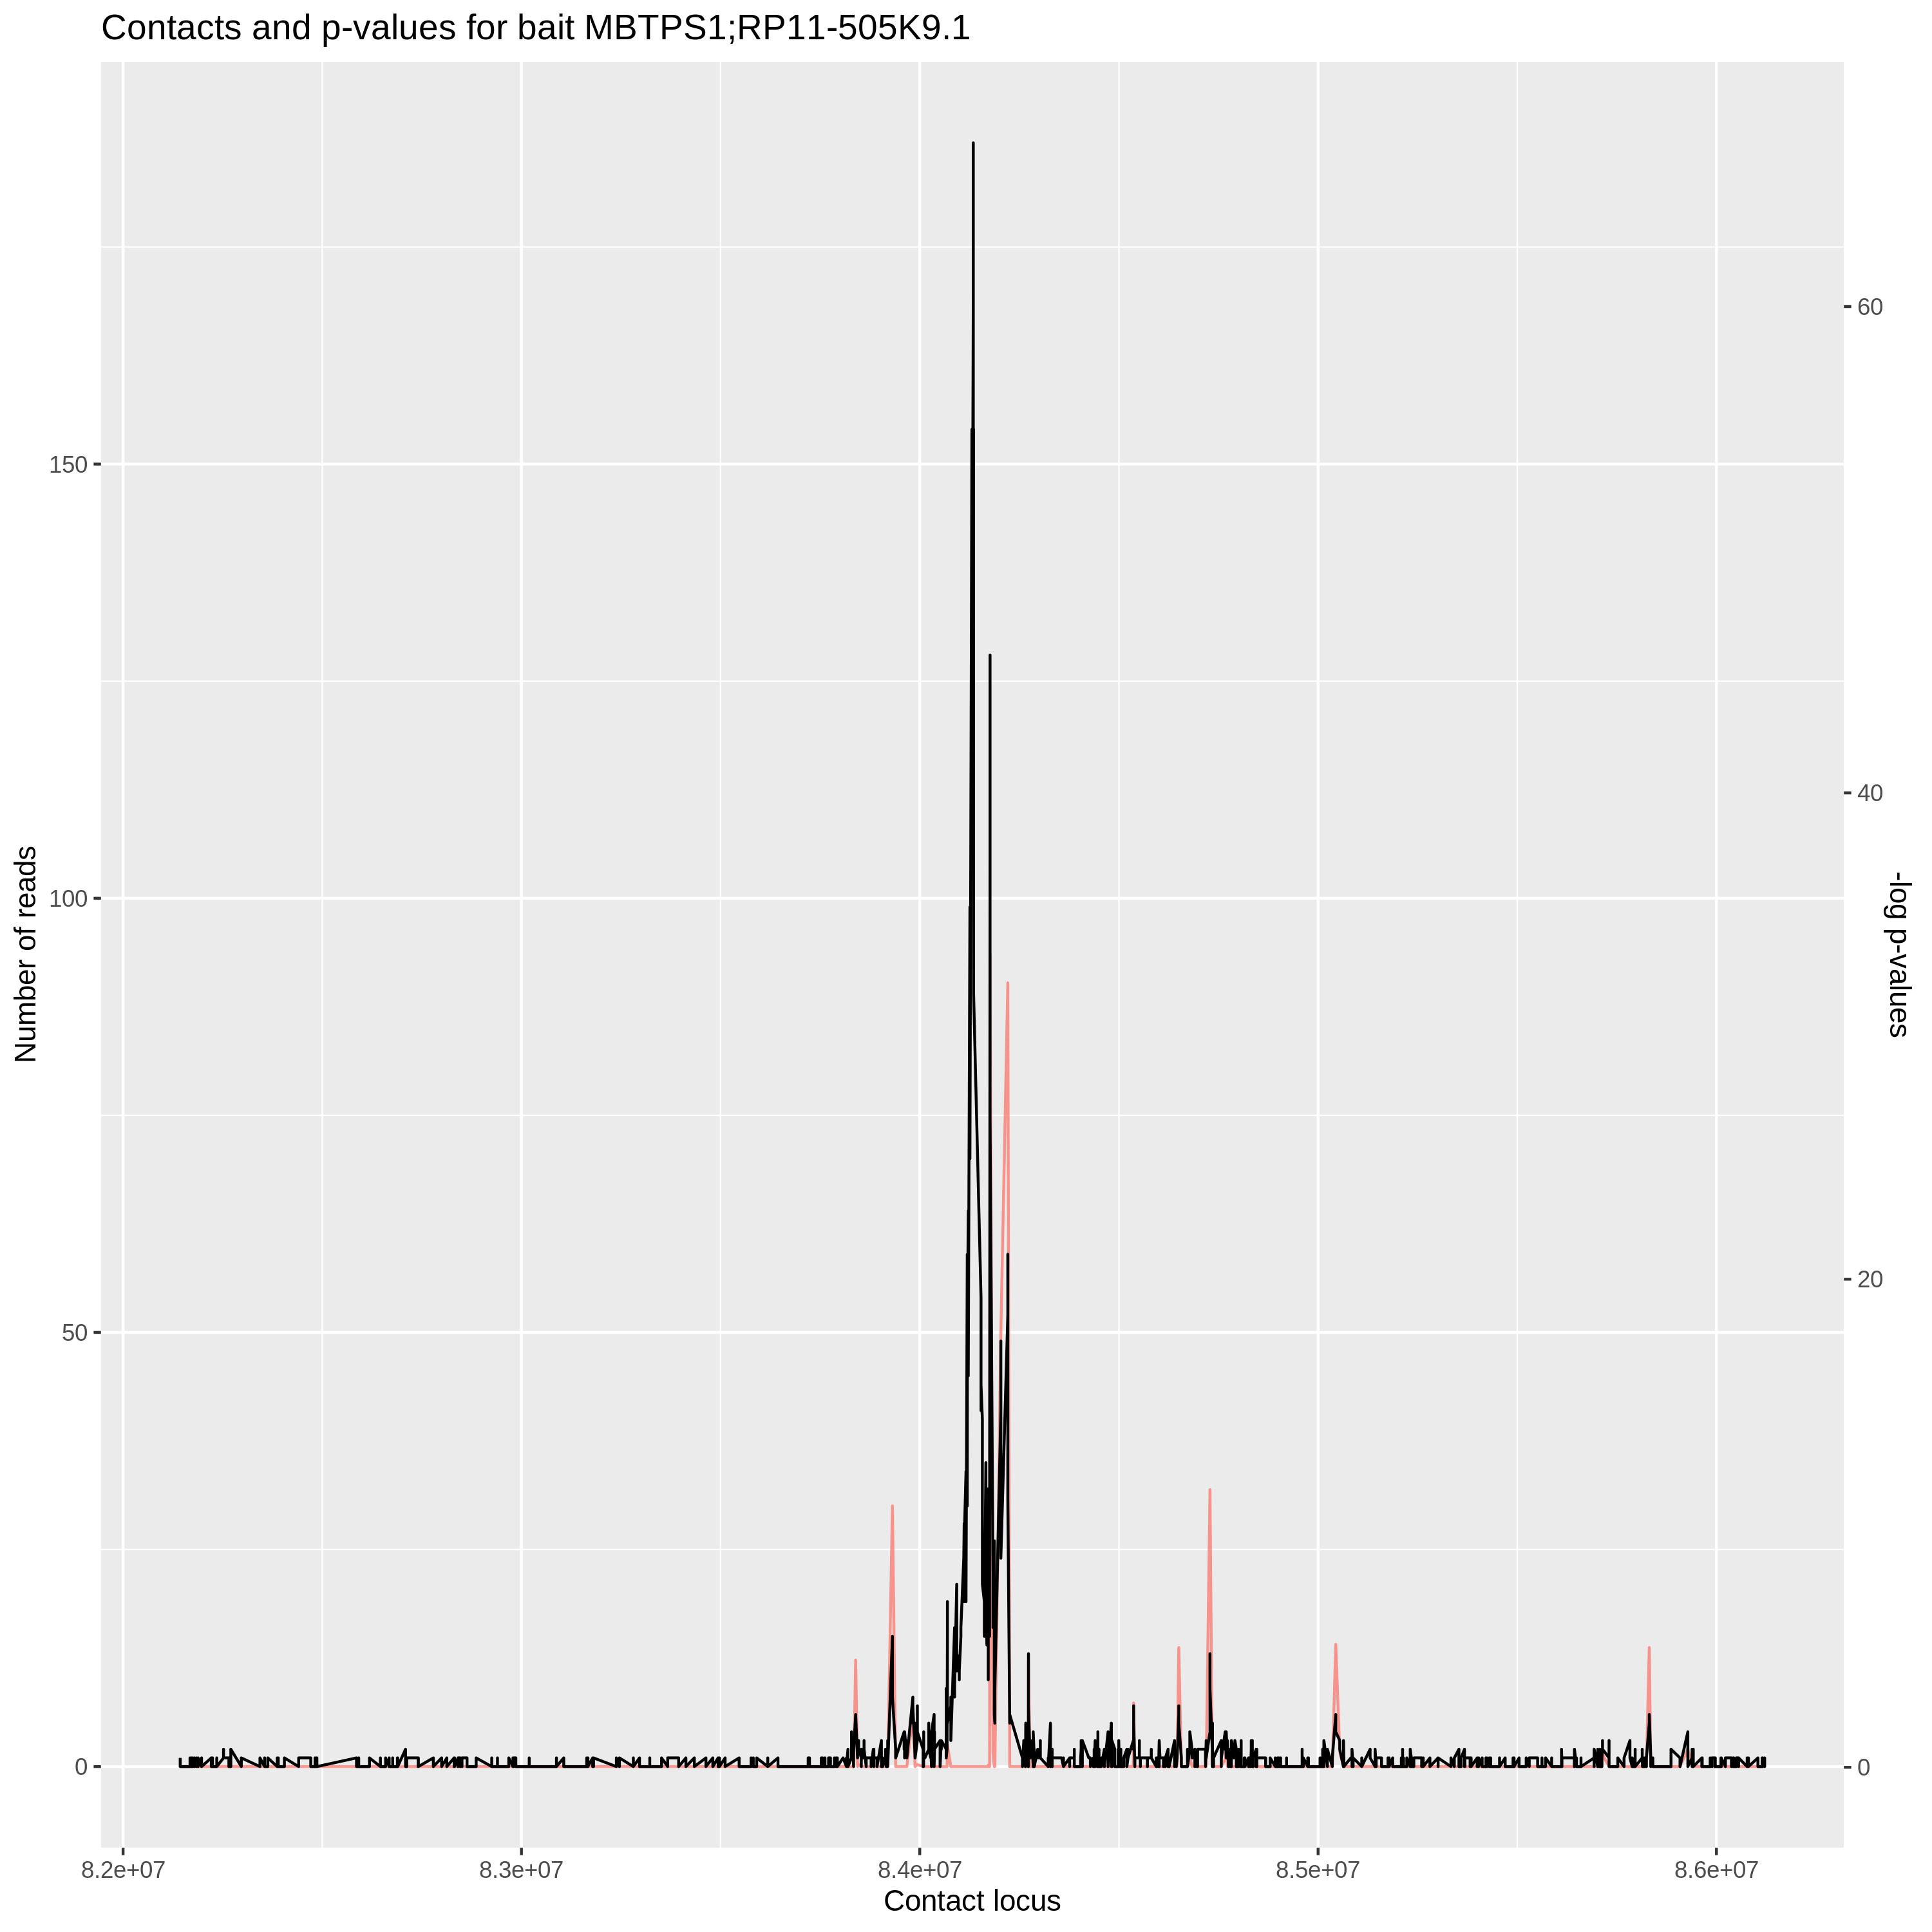 Contacts and p-values for bait MBTPS1;RP11-505K9.1
150
100
50
0
Number of reads
60
40
20
0
-log p-values
8.2e+07
8.3e+07
8.4e+07
8.5e+07
8.6e+07
Contact locus